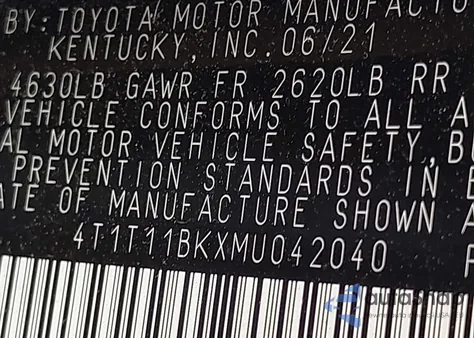 BY: TOYOTA MOTOR MANUFACTU
KENTUCKY, INC. 06/21
4630LB GAWR FR 2620LB RR
VEHICLE CONFORMS TO ALL A
AL MOTOR VEHICLE SAFETY, BU
PREVENTION STANDARDS IN E
ATE OF MANUFACTURE SHOWN A
4T1T11BKXMU042040